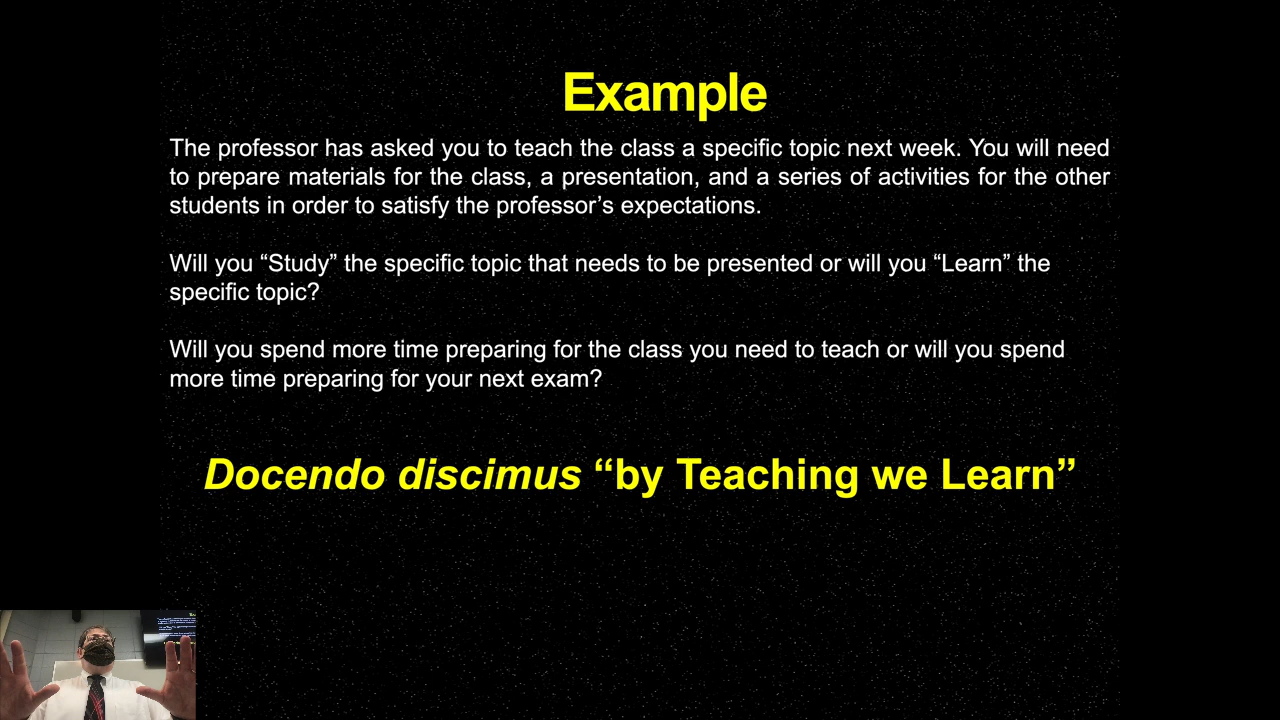 Example
The professor has asked you to teach the class a specific topic next week. You will need
to prepare materials for the class, a presentation, and a series of activities for the other
students in order to satisfy the professor’s expectations.
Will you “Study” the specific topic that needs to be presented or will you “Learn” the
specific topic?
Will you spend more time preparing for the class you need to teach or will you spend
more time preparing for your next exam?
Docendo discimus “by Teaching we Learn”